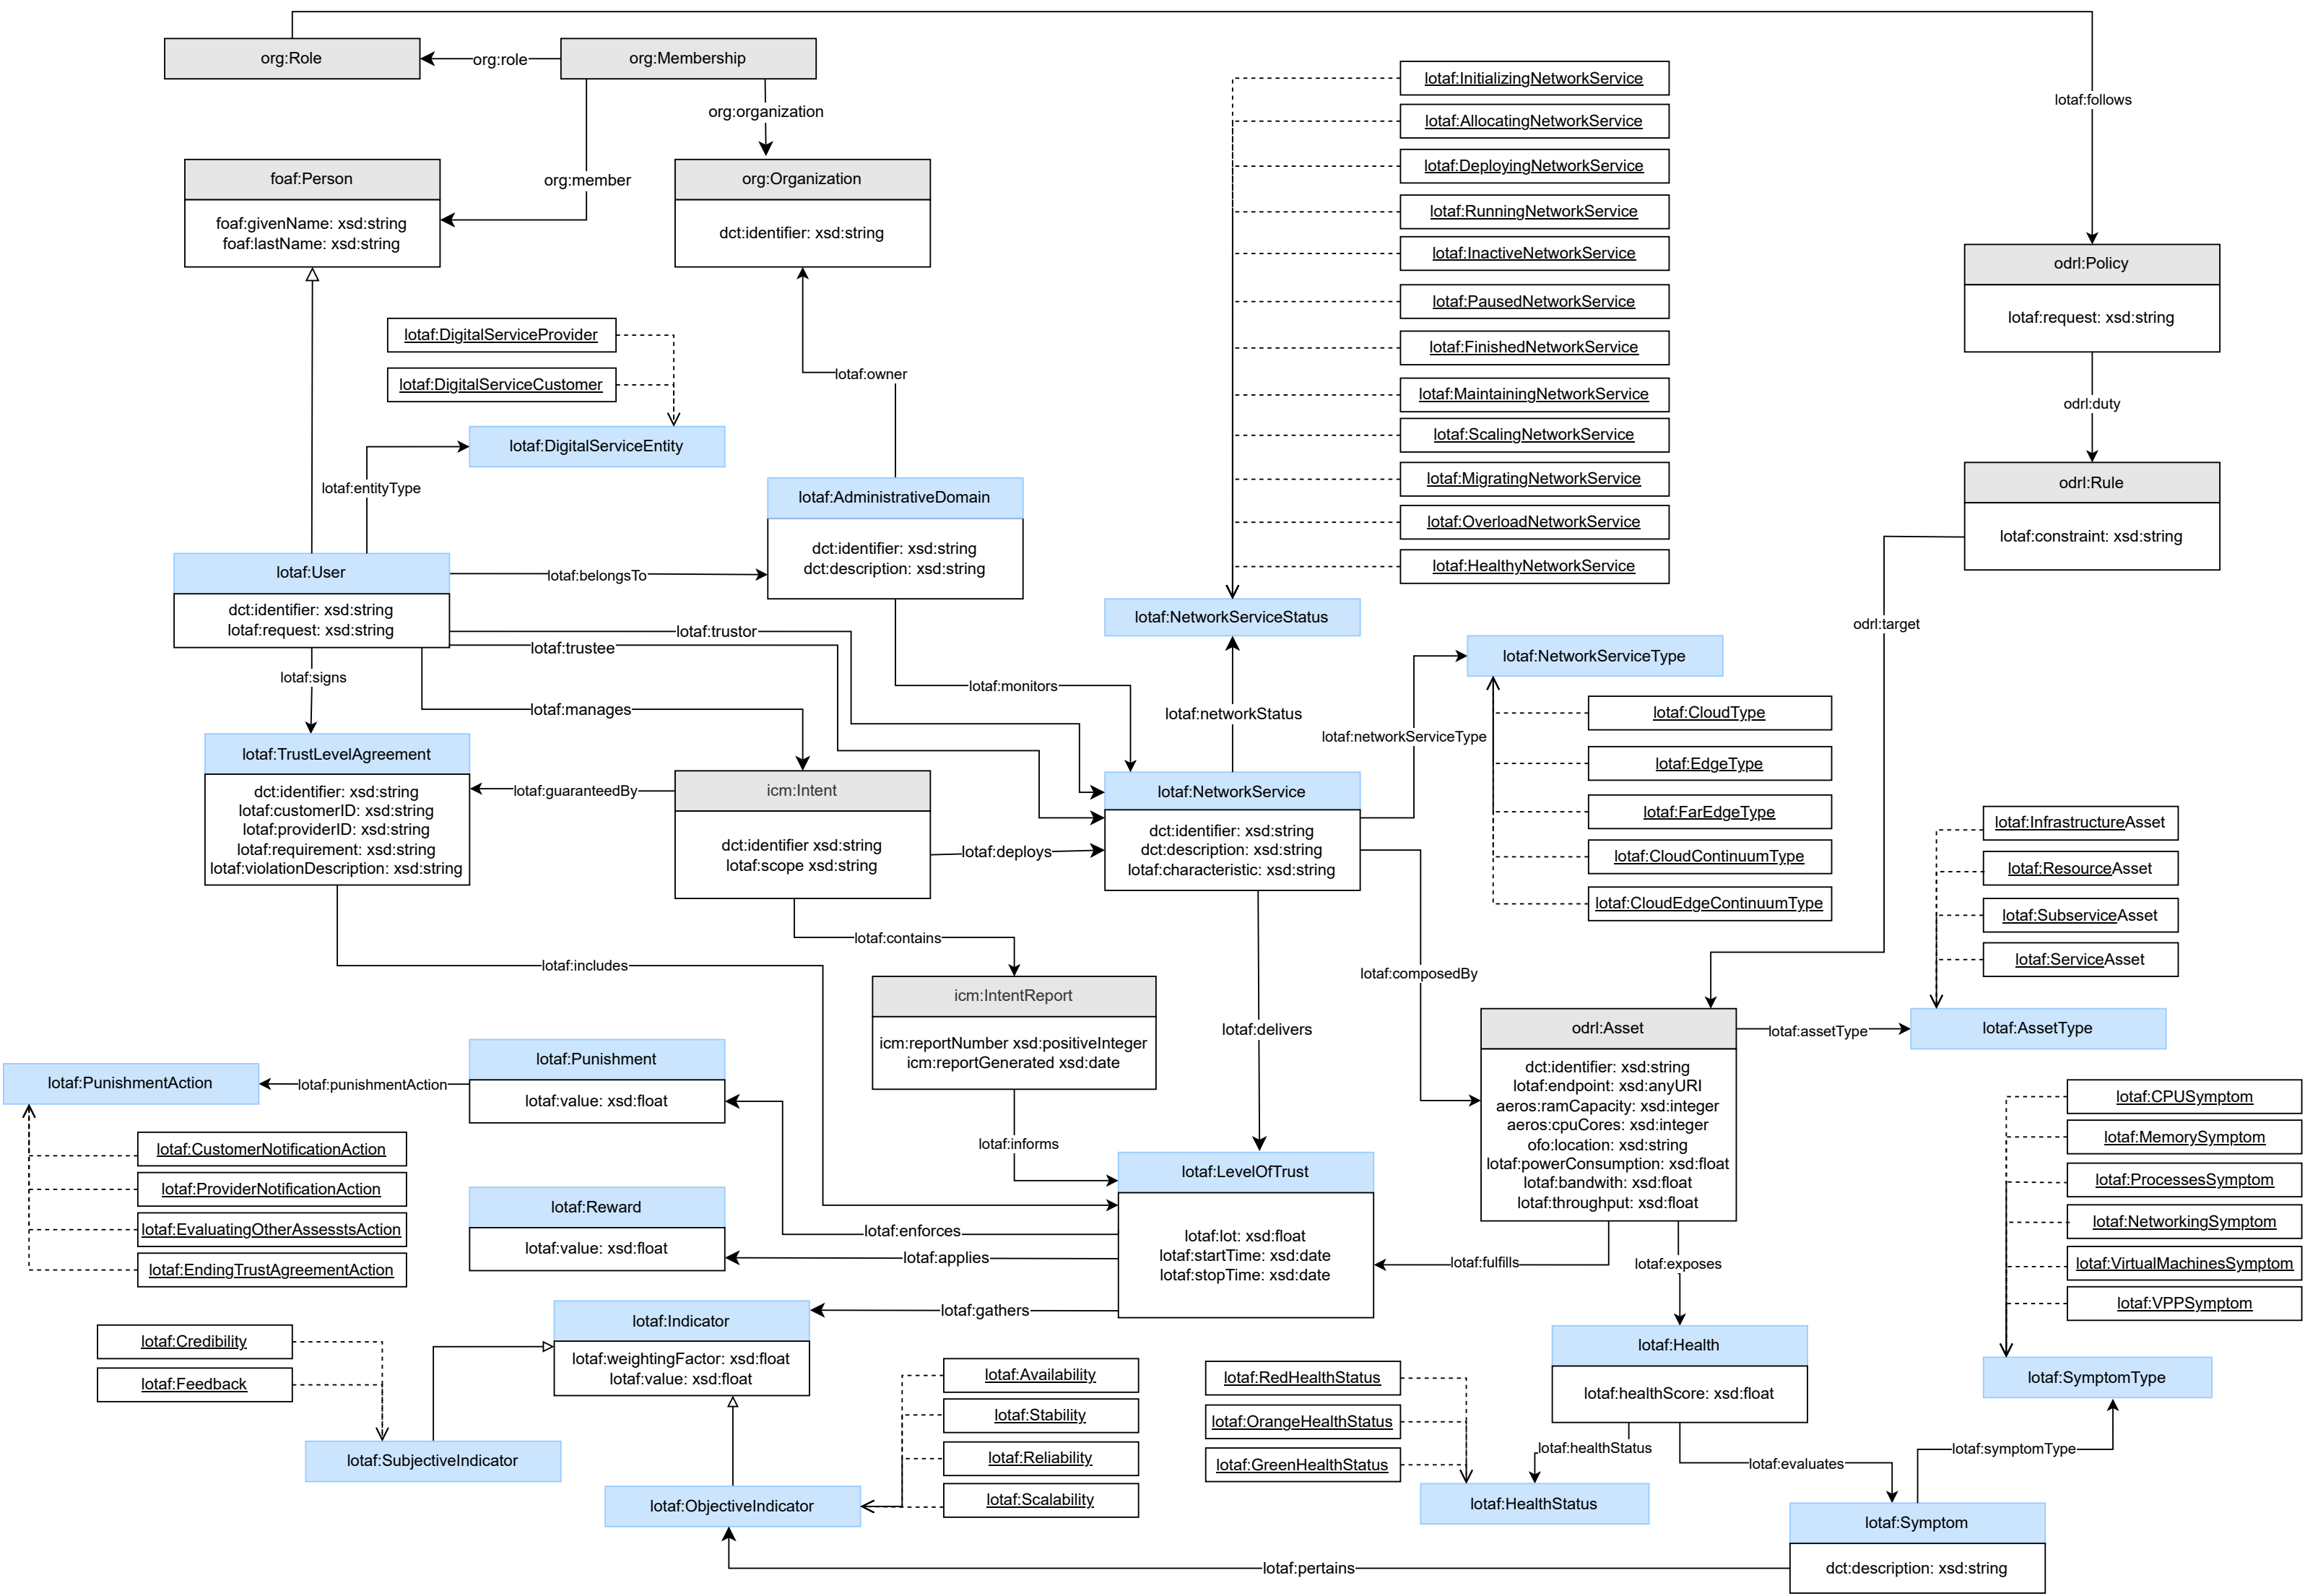 org:Role
org:role
org:Membership
lotaf:follows
org:organization
org:member
foaf:Person
foaf:givenName: xsd:string
foaf:lastName: xsd:string
org:Organization
dct:identifier: xsd:string
lotaf:InitializingNetworkService
lotaf:AllocatingNetworkService
lotaf:DeployingNetworkService
lotaf:RunningNetworkService
lotaf:InactiveNetworkService
lotaf:PausedNetworkService
lotaf:FinishedNetworkService
lotaf:MaintainingNetworkService
lotaf:ScalingNetworkService
lotaf:MigratingNetworkService
lotaf:OverloadNetworkService
lotaf:HealthyNetworkService
odrl:Policy
lotaf:request: xsd:string
odrl:duty
odrl:Rule
lotaf:constraint: xsd:string
odrl:target
lotaf:DigitalServiceProvider
lotaf:DigitalServiceCustomer
lotaf:DigitalServiceEntity
lotaf:entityType
lotaf:owner
lotaf:AdministrativeDomain
dct:identifier: xsd:string
dct:description: xsd:string
lotaf:User
dct:identifier: xsd:string
lotaf:request: xsd:string
lotaf:belongsTo
lotaf:trustor
lotaf:trustee
lotaf:signs
lotaf:manages
lotaf:monitors
lotaf:NetworkServiceStatus
lotaf:networkStatus
lotaf:NetworkServiceType
lotaf:networkServiceType
lotaf:CloudType
lotaf:EdgeType
lotaf:FarEdgeType
lotaf:CloudContinuumType
lotaf:CloudEdgeContinuumType
lotaf:TrustLevelAgreement
dct:identifier: xsd:string
lotaf:customerID: xsd:string
lotaf:providerID: xsd:string
lotaf:requirement: xsd:string
lotaf:violationDescription: xsd:string
lotaf:guaranteedBy
icm:Intent
dct:identifier xsd:string
lotaf:scope xsd:string
lotaf:deploys
lotaf:NetworkService
dct:identifier: xsd:string
dct:description: xsd:string
lotaf:characteristic: xsd:string
lotaf:InfrastructureAsset
lotaf:ResourceAsset
lotaf:SubserviceAsset
lotaf:ServiceAsset
lotaf:AssetType
lotaf:contains
lotaf:includes
lotaf:composedBy
lotaf:delivers
icm:IntentReport
icm:reportNumber xsd:positiveInteger
icm:reportGenerated xsd:date
lotaf:informs
odrl:Asset
dct:identifier: xsd:string
lotaf:endpoint: xsd:anyURI
aeros:ramCapacity: xsd:integer
aeros:cpuCores: xsd:integer
ofo:location: xsd:string
lotaf:powerConsumption: xsd:float
lotaf:bandwith: xsd:float
lotaf:throughput: xsd:float
lotaf:assetType
lotaf:Punishment
lotaf:value: xsd:float
lotaf:punishmentAction
lotaf:PunishmentAction
lotaf:CustomerNotificationAction
lotaf:ProviderNotificationAction
lotaf:EvaluatingOtherAssesstsAction
lotaf:EndingTrustAgreementAction
lotaf:Reward
lotaf:value: xsd:float
lotaf:enforces
lotaf:applies
lotaf:gathers
lotaf:LevelOfTrust
lotaf:lot: xsd:float
lotaf:startTime: xsd:date
lotaf:stopTime: xsd:date
lotaf:fulfills
lotaf:exposes
lotaf:CPUSymptom
lotaf:MemorySymptom
lotaf:ProcessesSymptom
lotaf:NetworkingSymptom
lotaf:VirtualMachinesSymptom
lotaf:VPPSymptom
lotaf:SymptomType
lotaf:symptomType
lotaf:Indicator
lotaf:weightingFactor: xsd:float
lotaf:value: xsd:float
lotaf:Credibility
lotaf:Feedback
lotaf:SubjectiveIndicator
lotaf:ObjectiveIndicator
lotaf:Availability
lotaf:Stability
lotaf:Reliability
lotaf:Scalability
lotaf:RedHealthStatus
lotaf:OrangeHealthStatus
lotaf:GreenHealthStatus
lotaf:Health
lotaf:healthScore: xsd:float
lotaf:healthStatus
lotaf:HealthStatus
lotaf:evaluates
lotaf:Symptom
dct:description: xsd:string
lotaf:pertains